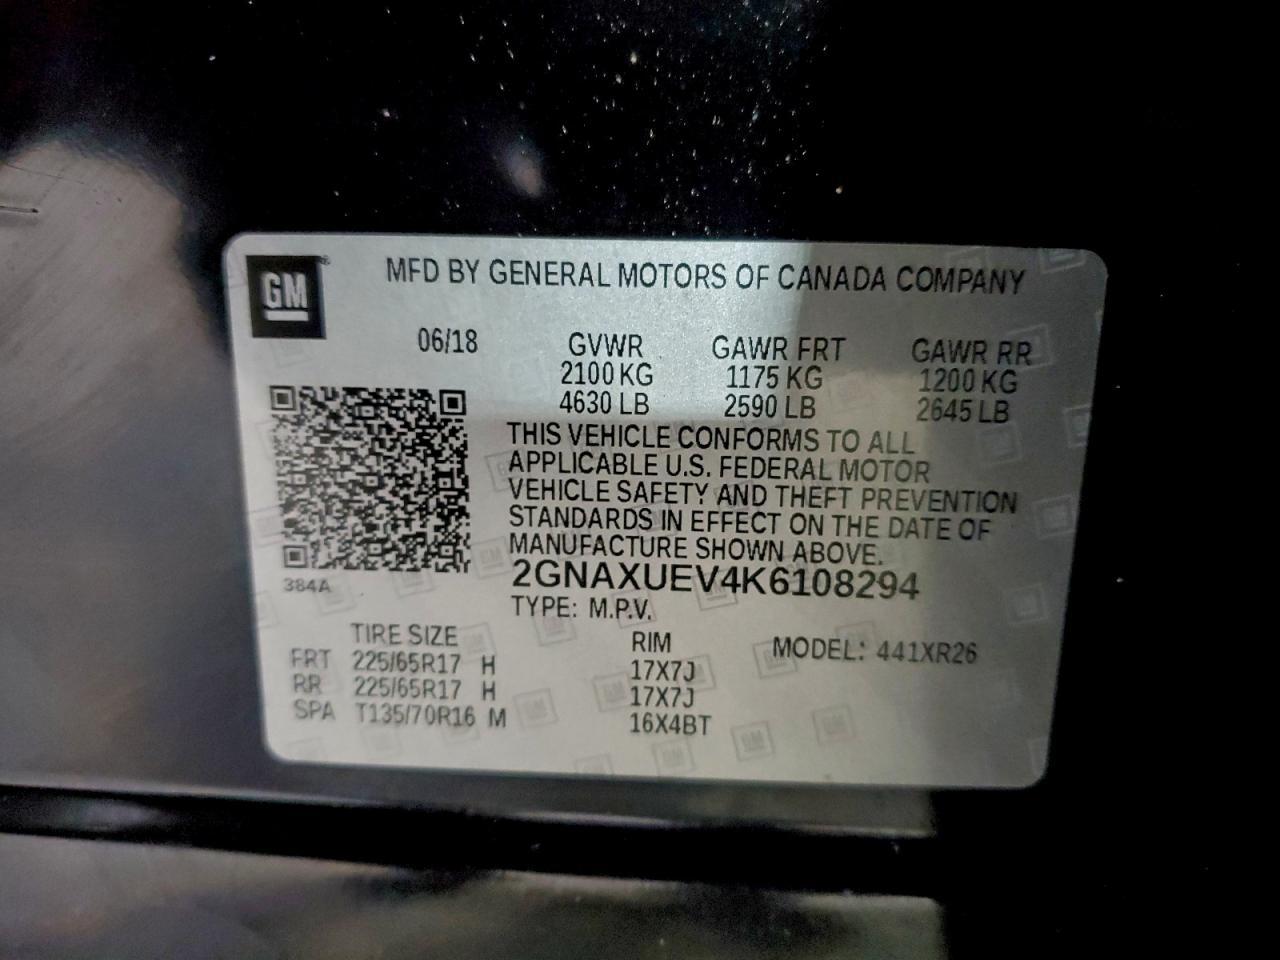 GM®
MFD BY GENERAL MOTORS OF CANADA COMPANY
06/18 GVWR GAWR FRT GAWR RR
2100 KG 1175 KG 1200 KG
4630 LB 2590 LB 2645 LB
THIS VEHICLE CONFORMS TO ALL
APPLICABLE U.S. FEDERAL MOTOR
VEHICLE SAFETY AND THEFT PREVENTION
STANDARDS IN EFFECT ON THE DATE OF
MANUFACTURE SHOWN ABOVE.
384A
2GNAXUEV4K6108294
TYPE: M.P.V.
TIRE SIZE RIM MODEL: 441XR26
FRT 225/65R17 H 17X7J
RR 225/65R17 H 17X7J
SPA T135/70R16 M 16X4BT